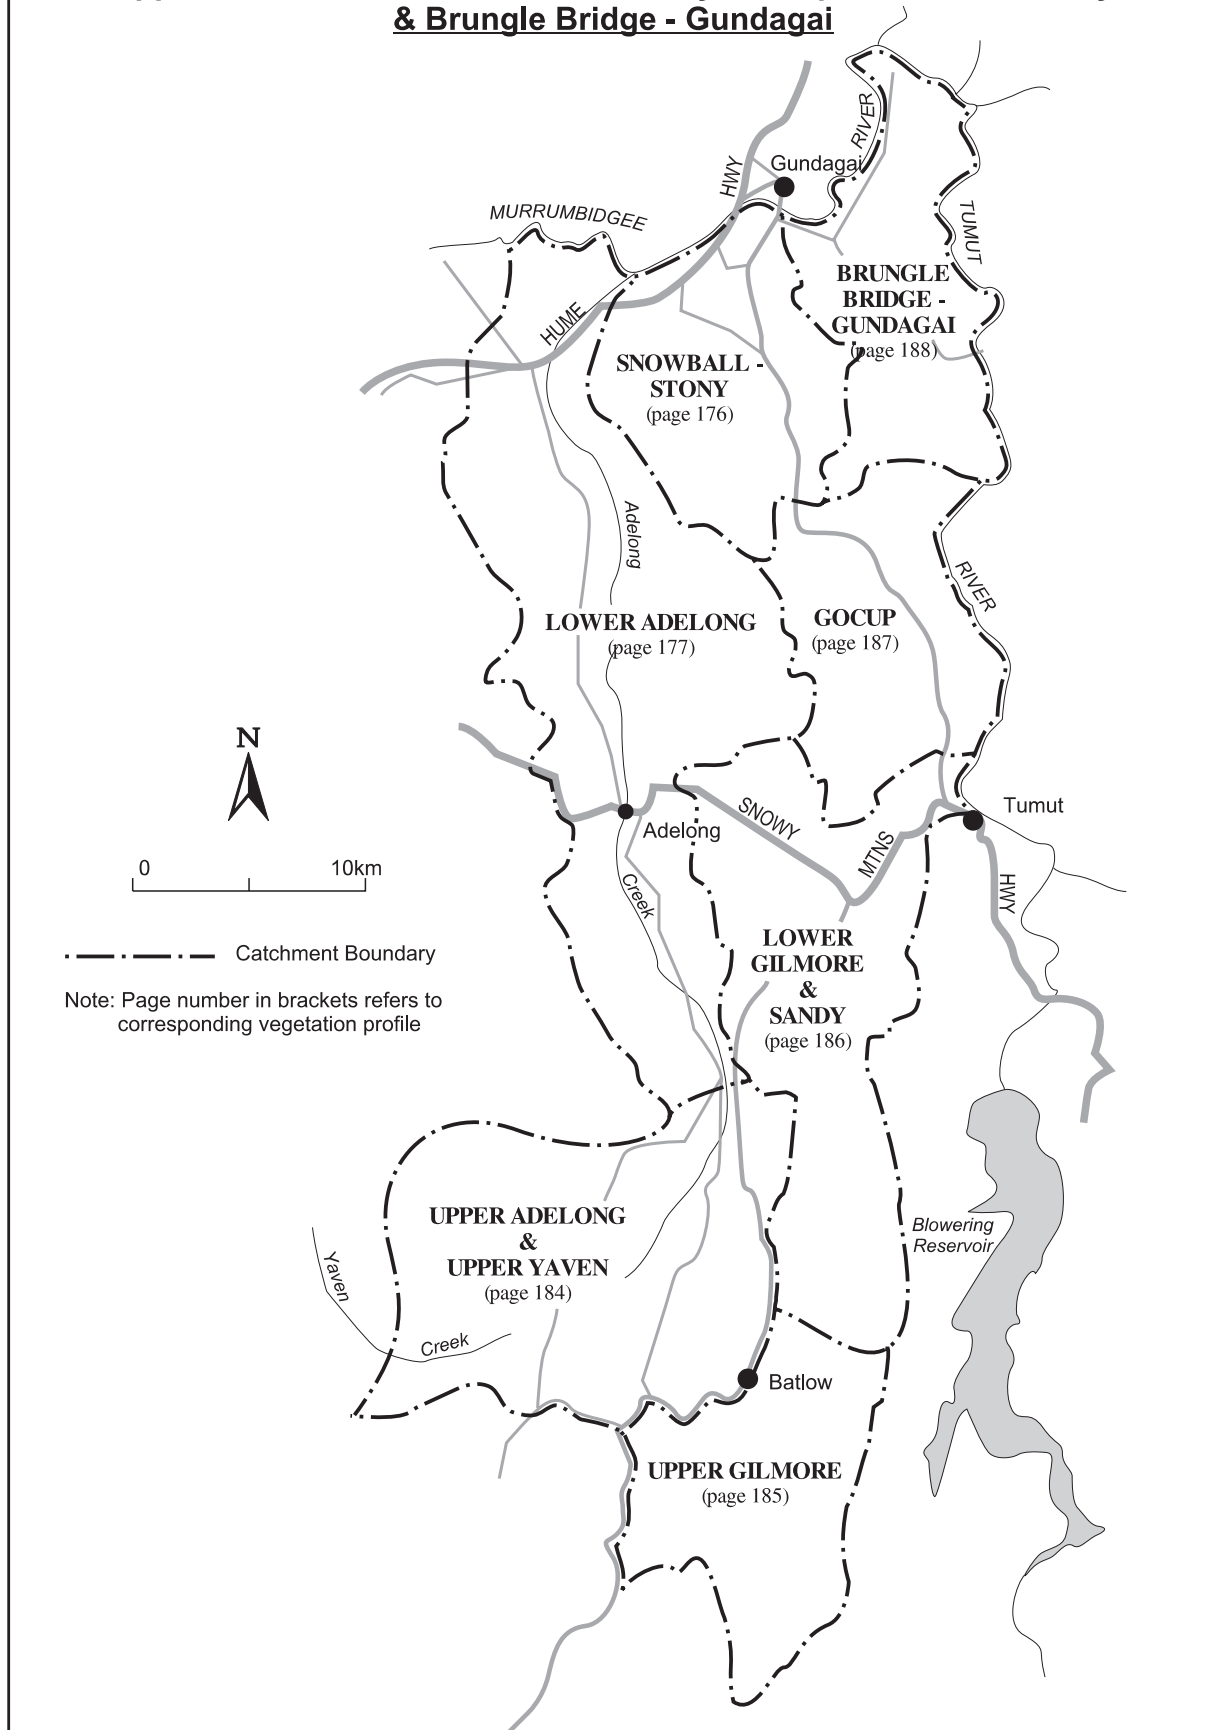 & Brungle Bridge - Gundagai
RIVER
Gundagai
HWY
MURRUMBIDGEE
TUMUT
BRUNGLE
BRIDGE -
GUNDAGAI
(page 188)
HUME
SNOWBALL -
STONY
(page 176)
Adelong
RIVER
LOWER ADELONG
(page 177)
GOCUP
(page 187)
N
Tumut
SNOWY
Adelong
MTNS
0 10km
Creek
HWY
Catchment Boundary
LOWER
GILMORE
&
SANDY
(page 186)
Note: Page number in brackets refers to
corresponding vegetation profile
UPPER ADELONG
&
UPPER YAVEN
(page 184)
Blowering
Reservoir
Yaven
Creek
Batlow
UPPER GILMORE
(page 185)